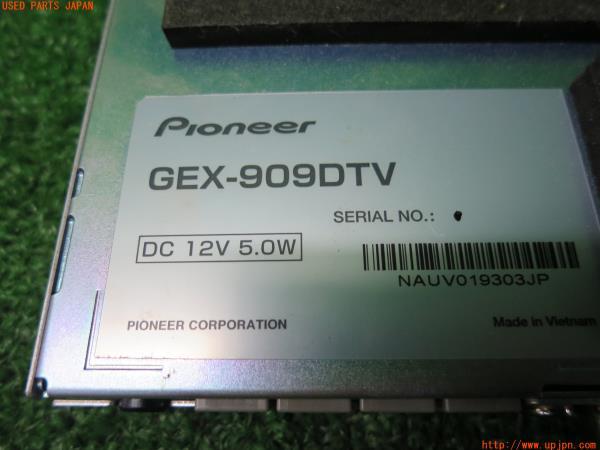 USED PARTS JAPAN
Pioneer
GEX-909DTV
SERIAL NO.:
DC 12V 5.0W
NAUV019303JP
PIONEER CORPORATION
Made in Vietnam
http://www.upjpn.com